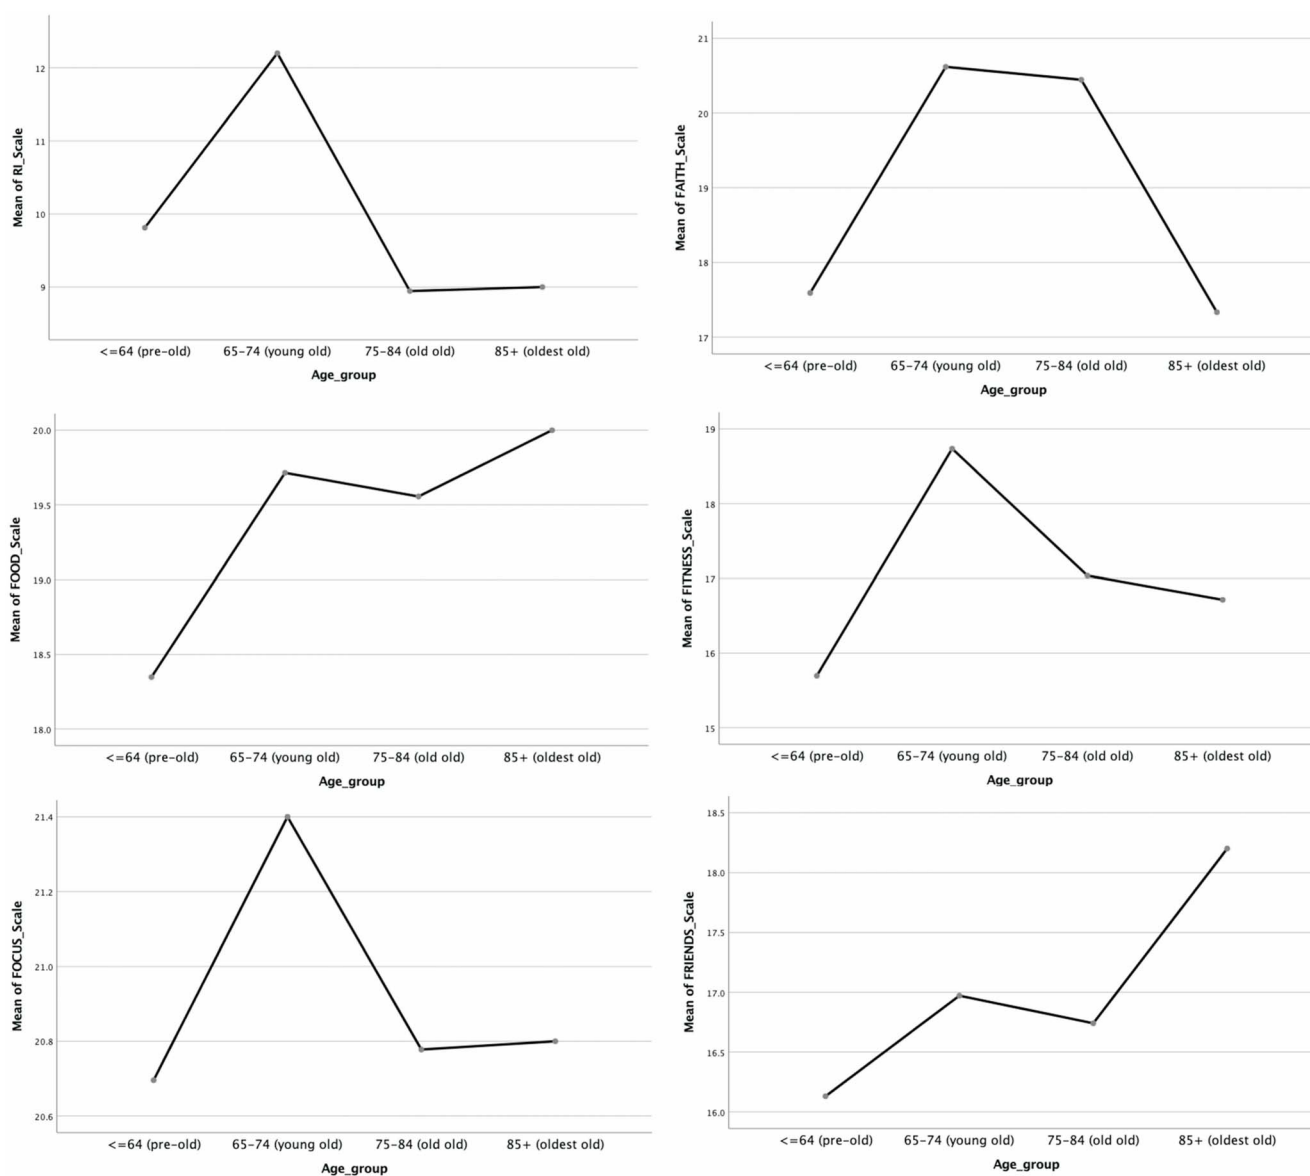 Mean of RI_Scale
12
11
10
9
<=64 (pre-old) 65-74 (young old) 75-84 (old old) 85+ (oldest old)
Age_group
Mean of FAITH_Scale
21
20
19
18
17
<=64 (pre-old) 65-74 (young old) 75-84 (old old) 85+ (oldest old)
Age_group
Mean of FOOD_Scale
20.0
19.5
19.0
18.5
18.0
<=64 (pre-old) 65-74 (young old) 75-84 (old old) 85+ (oldest old)
Age_group
Mean of FITNESS_Scale
19
18
17
16
15
<=64 (pre-old) 65-74 (young old) 75-84 (old old) 85+ (oldest old)
Age_group
Mean of FOCUS_Scale
21.4
21.2
21.0
20.8
20.6
<=64 (pre-old) 65-74 (young old) 75-84 (old old) 85+ (oldest old)
Age_group
Mean of FRIENDS_Scale
18.5
18.0
17.5
17.0
16.5
16.0
<=64 (pre-old) 65-74 (young old) 75-84 (old old) 85+ (oldest old)
Age_group